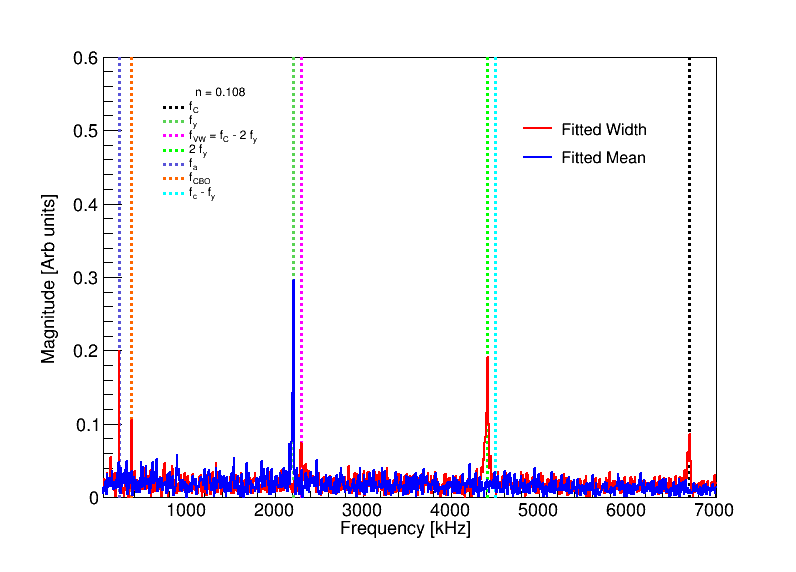 0.6
n = 0.108
f_C
f_y
f_VW = f_C - 2 f_y
2 f_y
f_a
f_CBO
f_c - f_y
Fitted Width
Fitted Mean
0.5
0.4
0.3
0.2
0.1
0
Magnitude [Arb units]
1000 2000 3000 4000 5000 6000 7000
Frequency [kHz]